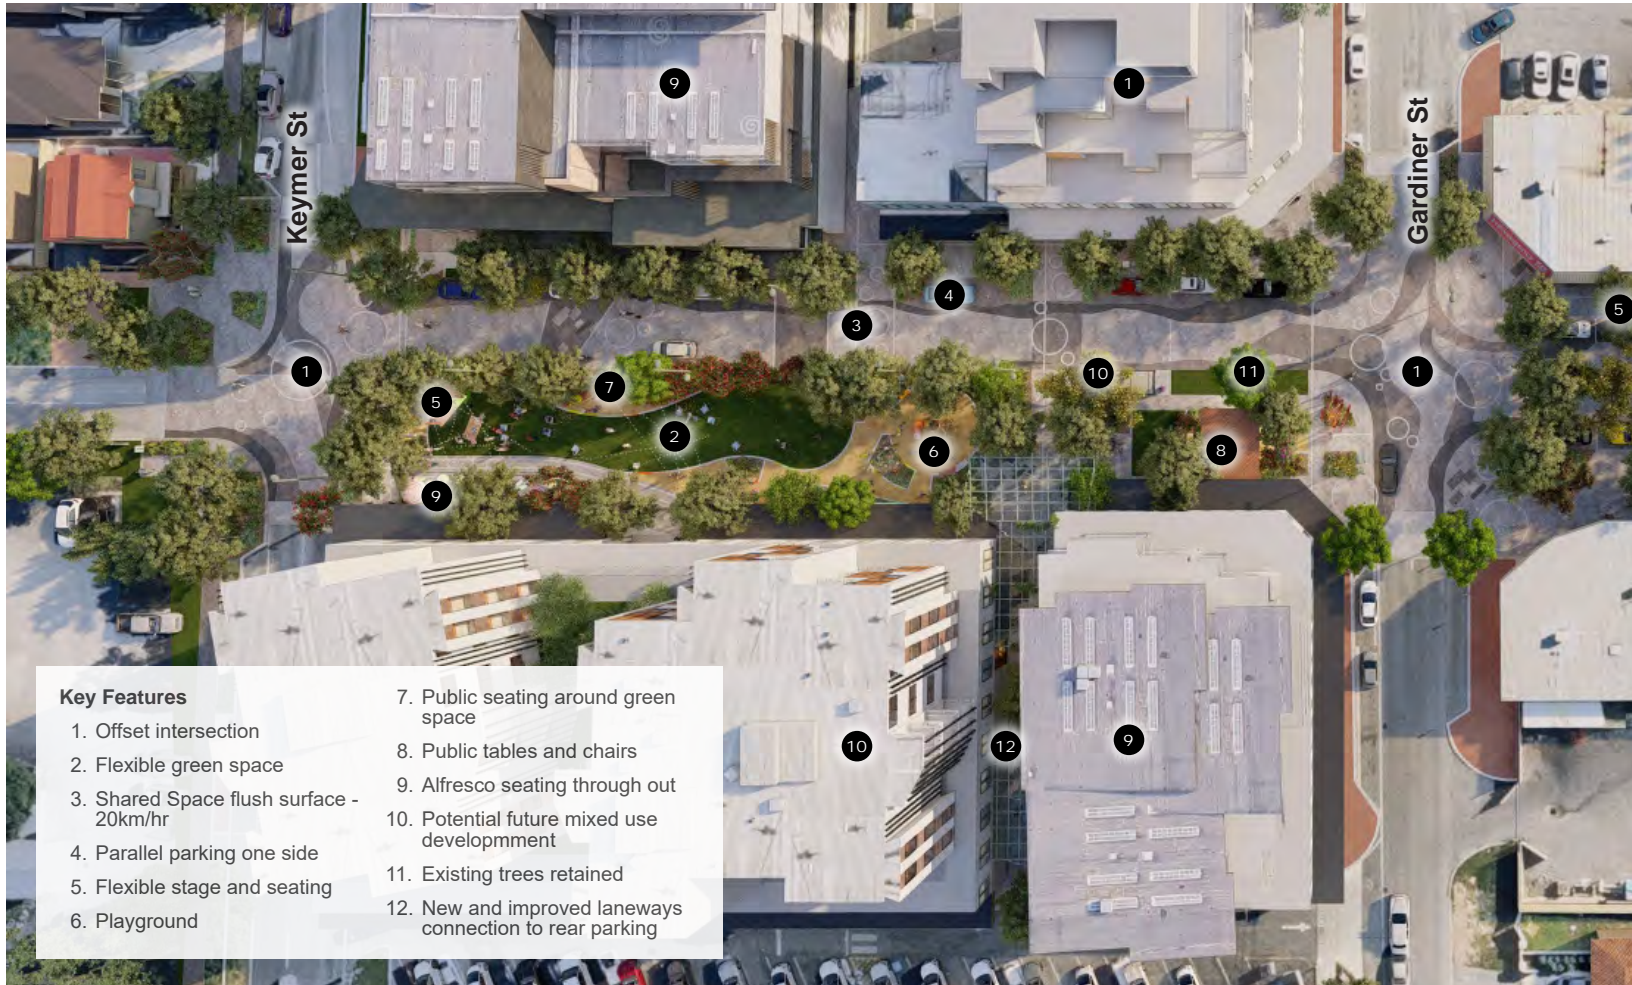 9
1
Keymer St
Gardiner St
4
5
3
1
7
10
11
1
5
2
8
6
9
10
12
9
Key Features
1. Offset intersection
2. Flexible green space
3. Shared Space flush surface -
20km/hr
4. Parallel parking one side
5. Flexible stage and seating
6. Playground
7. Public seating around green
space
8. Public tables and chairs
9. Alfresco seating through out
10. Potential future mixed use
developmment
11. Existing trees retained
12. New and improved laneways
connection to rear parking